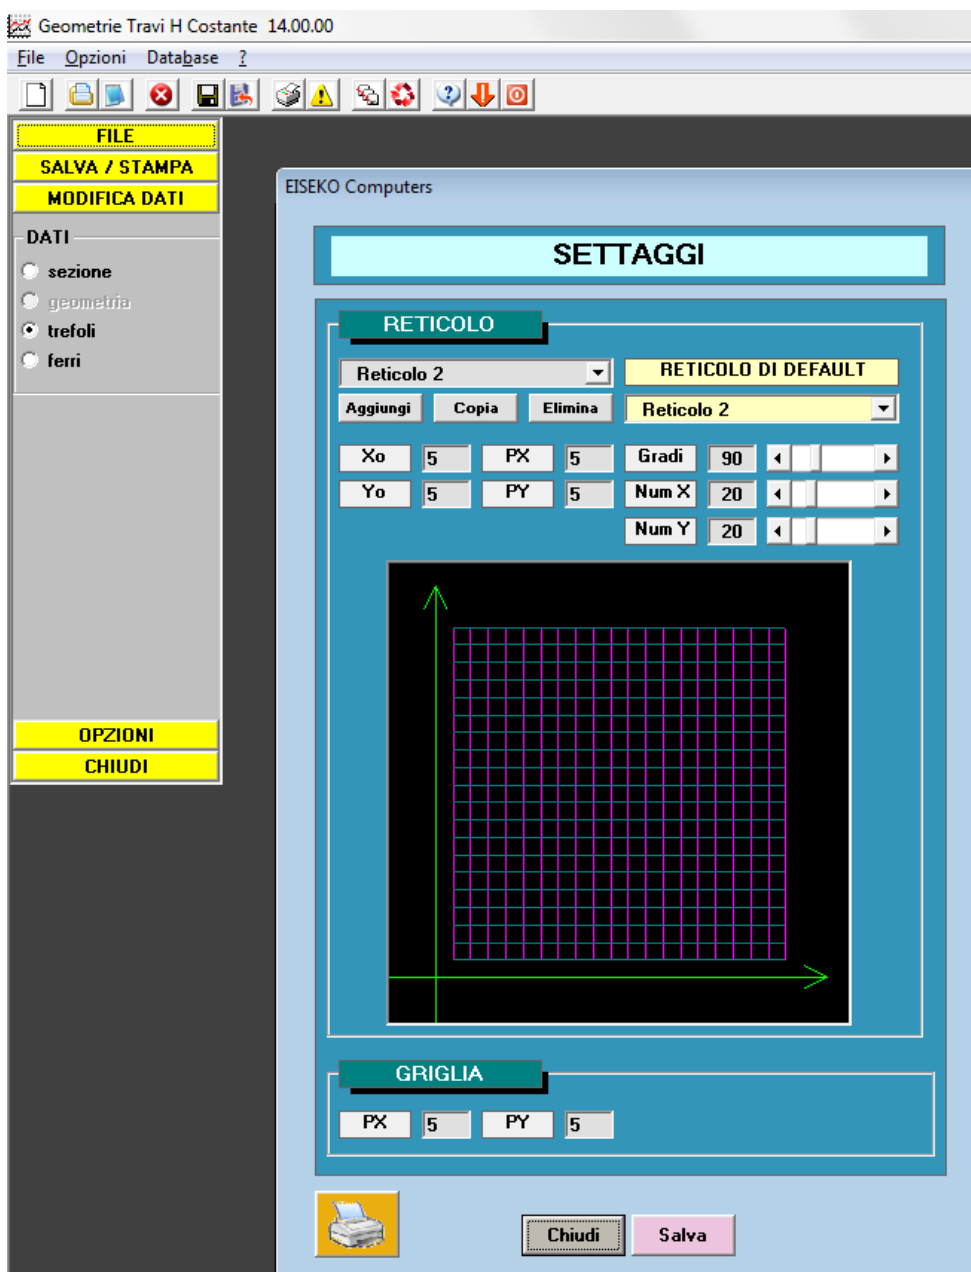 Geometrie Travi H Costante 14.00.00
File Opzioni Database ?
FILE
SALVA / STAMPA
MODIFICA DATI
DATI
sezione
geometria
trefoli
ferri
OPZIONI
CHIUDI
EISEKO Computers
SETTAGGI
RETICOLO
Reticolo 2 RETICOLO DI DEFAULT
Aggiungi Copia Elimina Reticolo 2
Xo 5 PX 5 Gradi 90
Yo 5 PY 5 Num X 20
Num Y 20
GRIGLIA
PX 5 PY 5
Chiudi Salva